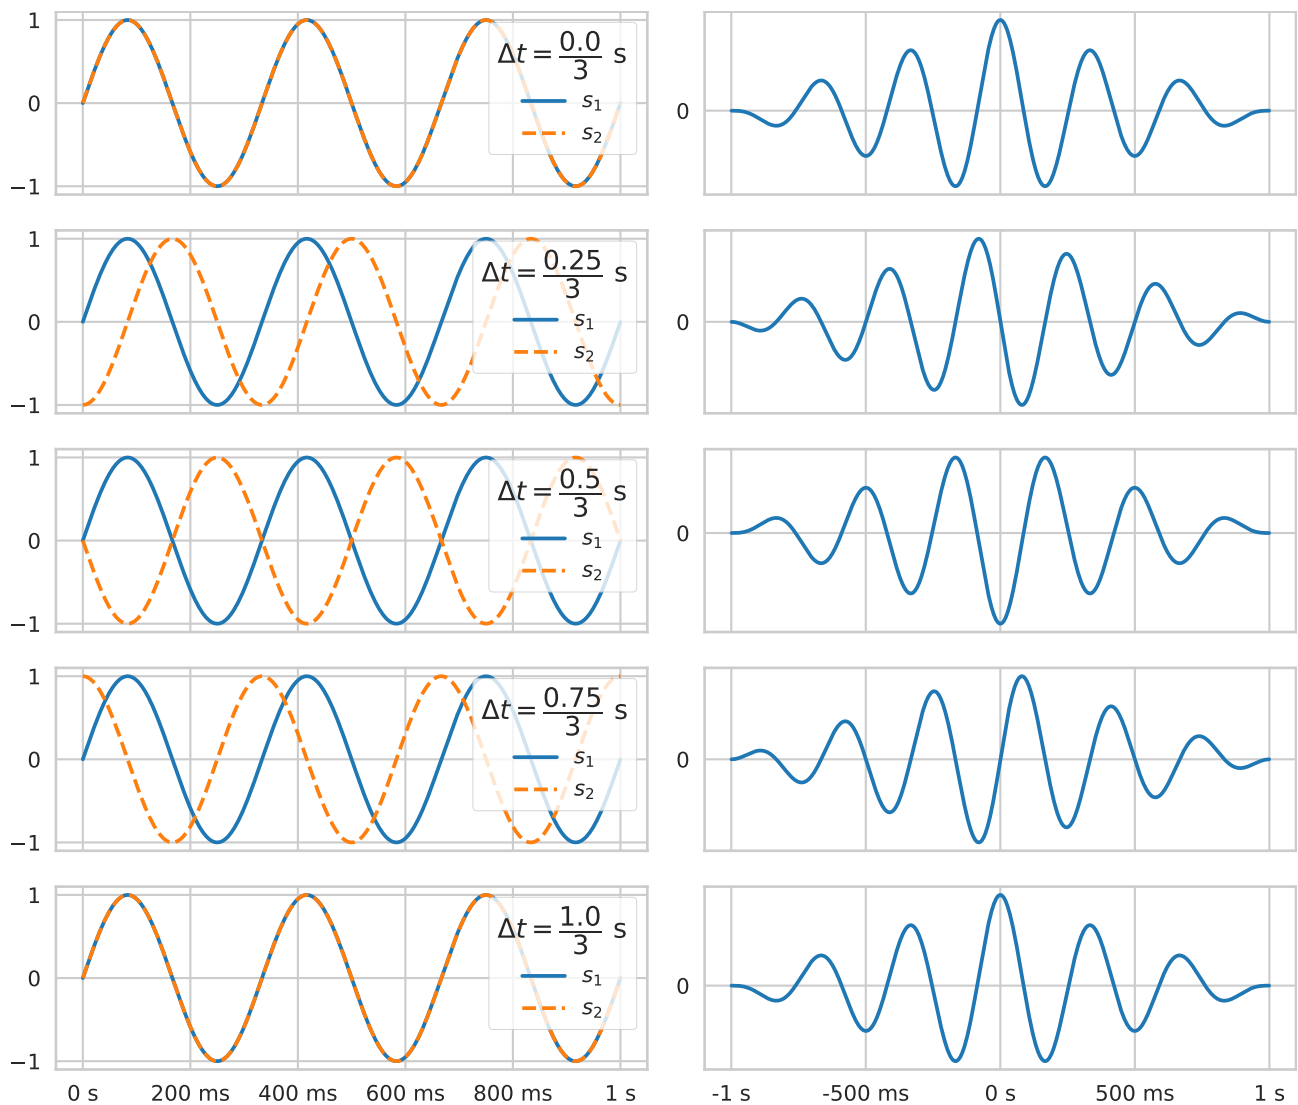 1
0
−1
Δt = 0.0/3 s
s₁
s₂
0
1
0
−1
Δt = 0.25/3 s
s₁
s₂
0
1
0
−1
Δt = 0.5/3 s
s₁
s₂
0
1
0
−1
Δt = 0.75/3 s
s₁
s₂
0
1
0
−1
Δt = 1.0/3 s
s₁
s₂
0
0 s 200 ms 400 ms 600 ms 800 ms 1 s
-1 s -500 ms 0 s 500 ms 1 s